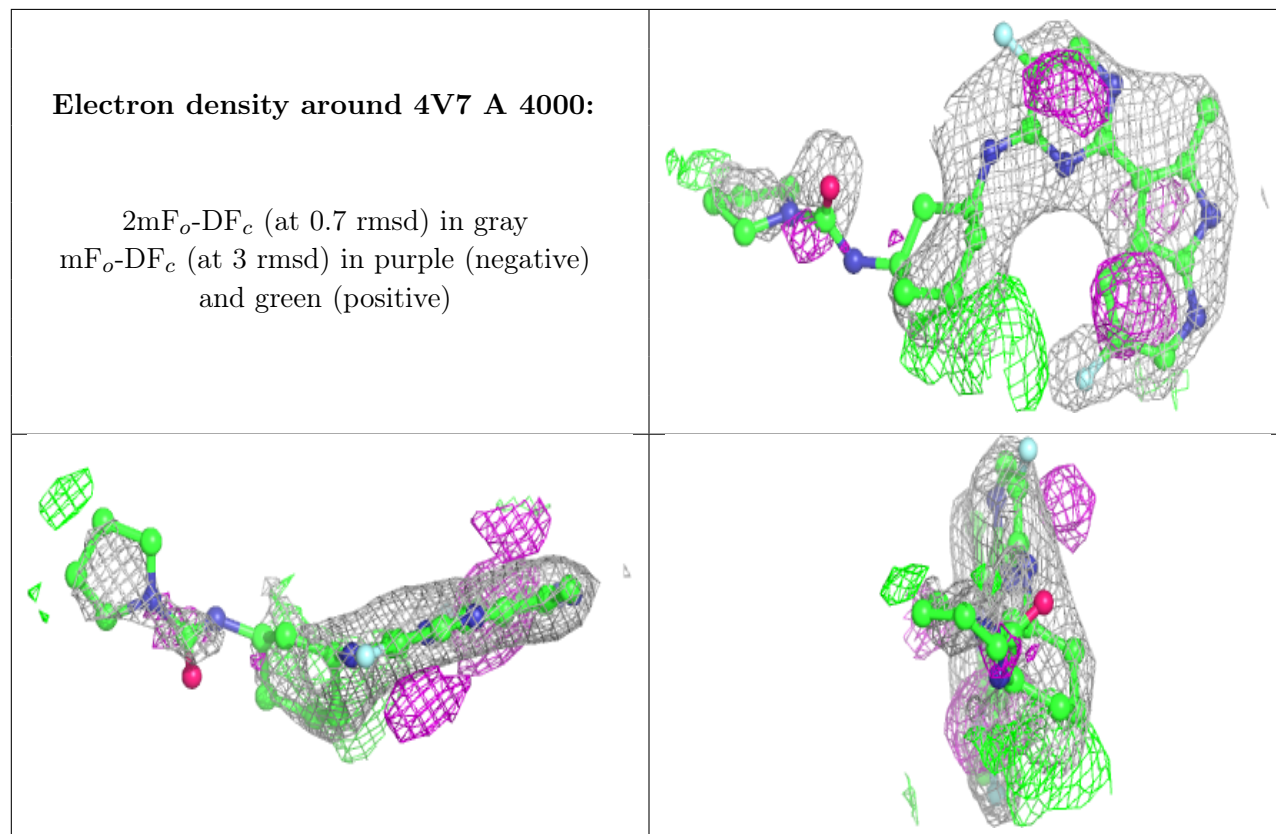 Electron density around 4V7 A 4000:
2mFo-DFc (at 0.7 rmsd) in gray
mFo-DFc (at 3 rmsd) in purple (negative)
and green (positive)